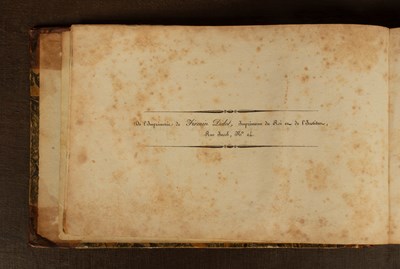 De l'Imprimerie de Firmin Didot, Imprimeur du Roi et de l'Institut,
Rue Jacob, N° 24.